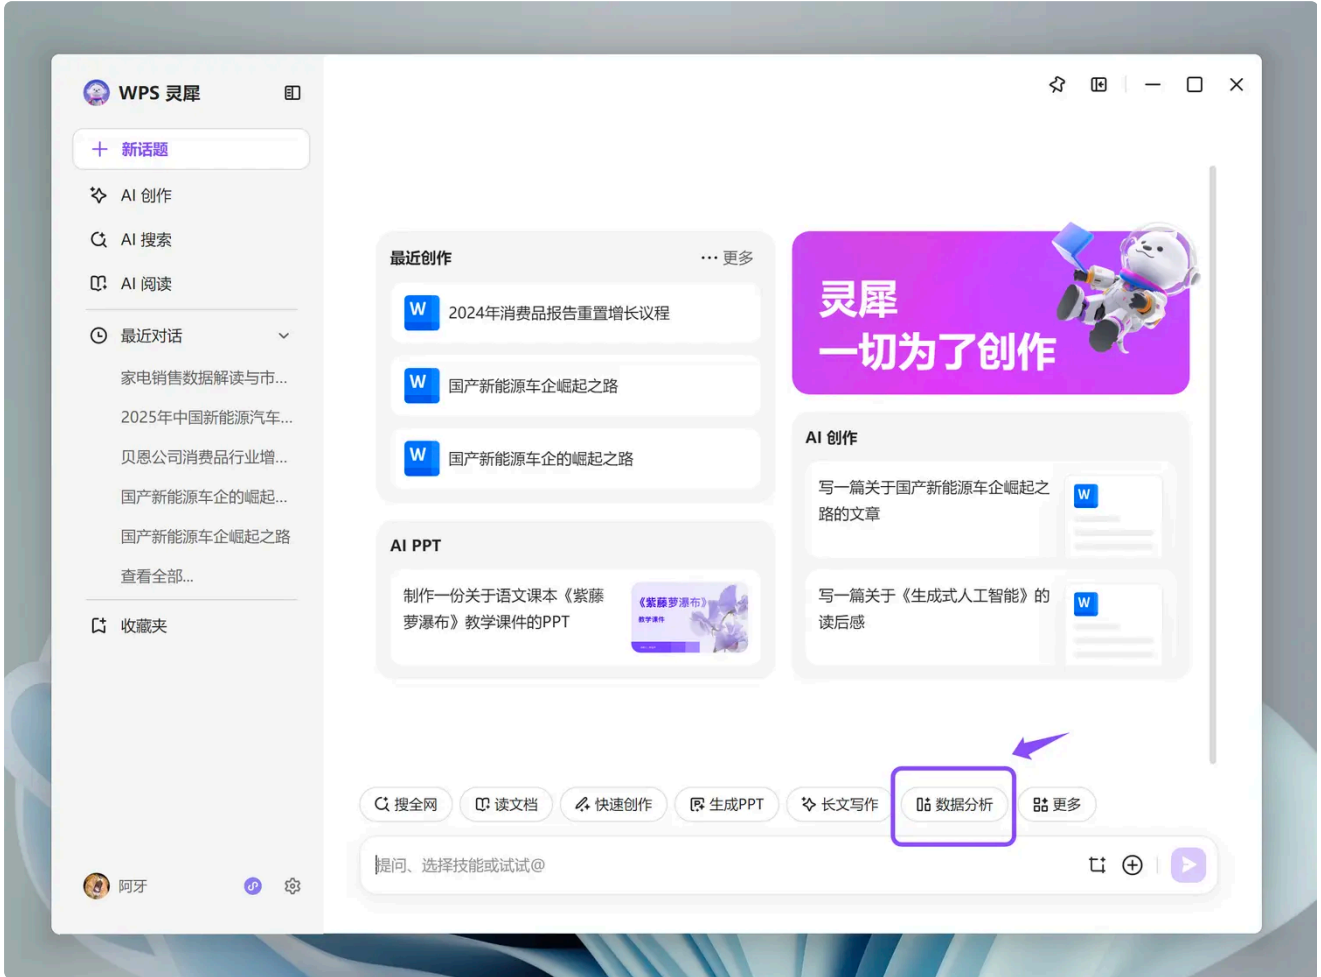 WPS 灵犀
新话题
AI 创作
AI 搜索
AI 阅读
最近对话
家电销售数据解读与市...
2025年中国新能源汽车...
贝恩公司消费品行业增...
国产新能源车企的崛起...
国产新能源车企崛起之路
查看全部...
收藏夹
阿牙
最近创作
··· 更多
W 2024年消费品报告重置增长议程
W 国产新能源车企崛起之路
W 国产新能源车企的崛起之路
AI PPT
制作一份关于语文课本《紫藤
萝瀑布》教学课件的PPT
《紫藤萝瀑布》
教学课件
灵犀
一切为了创作
AI 创作
写一篇关于国产新能源车企崛起之
路的文章
W
写一篇关于《生成式人工智能》的
读后感
W
搜全网 读文档 快速创作 生成PPT 长文写作 数据分析 更多
提问、选择技能或试试@